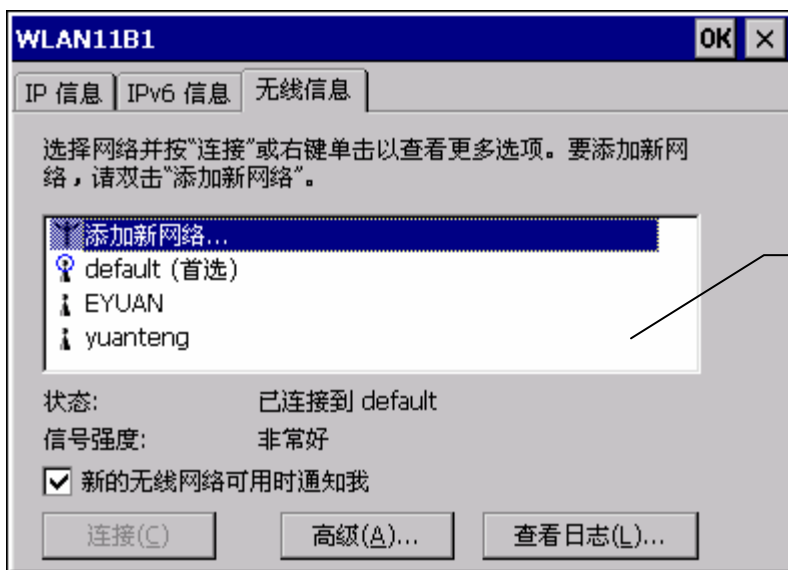 WLAN11B1 OK ×
IP 信息 IPv6 信息 无线信息
选择网络并按“连接”或右键单击以查看更多选项。要添加新网
络，请双击“添加新网络”。
添加新网络...
default (首选)
EYUAN
yuanteng
状态: 已连接到 default
信号强度: 非常好
新的无线网络可用时通知我
连接(C) 高级(A)... 查看日志(L)...